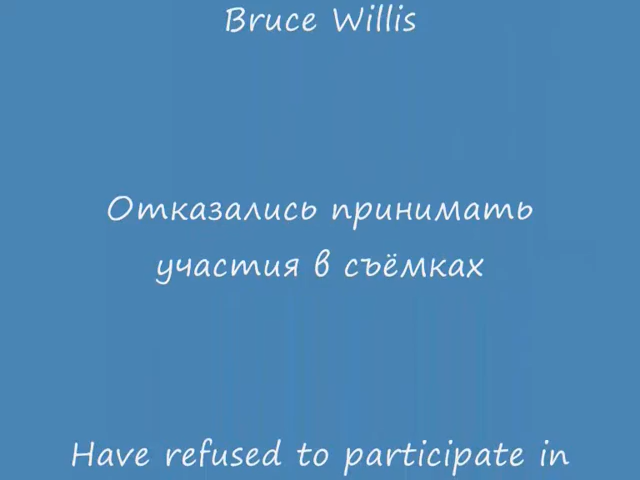 Bruce Willis
Отказались принимать
участия в съёмках
Have refused to participate in